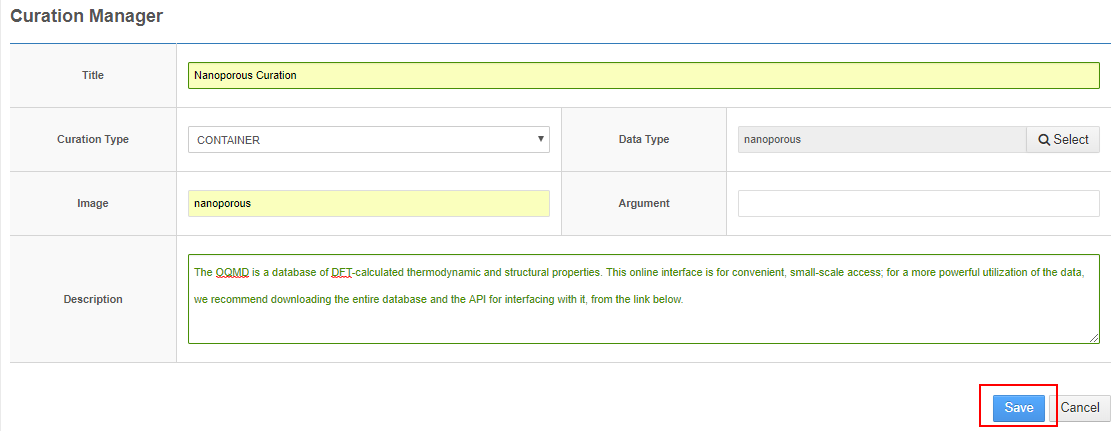 Curation Manager
Title
Nanoporous Curation
Curation Type
CONTAINER
Data Type
nanoporous
Select
Image
nanoporous
Argument
Description
The OQMD is a database of DFT-calculated thermodynamic and structural properties. This online interface is for convenient, small-scale access; for a more powerful utilization of the data,
we recommend downloading the entire database and the API for interfacing with it, from the link below.
Save
Cancel